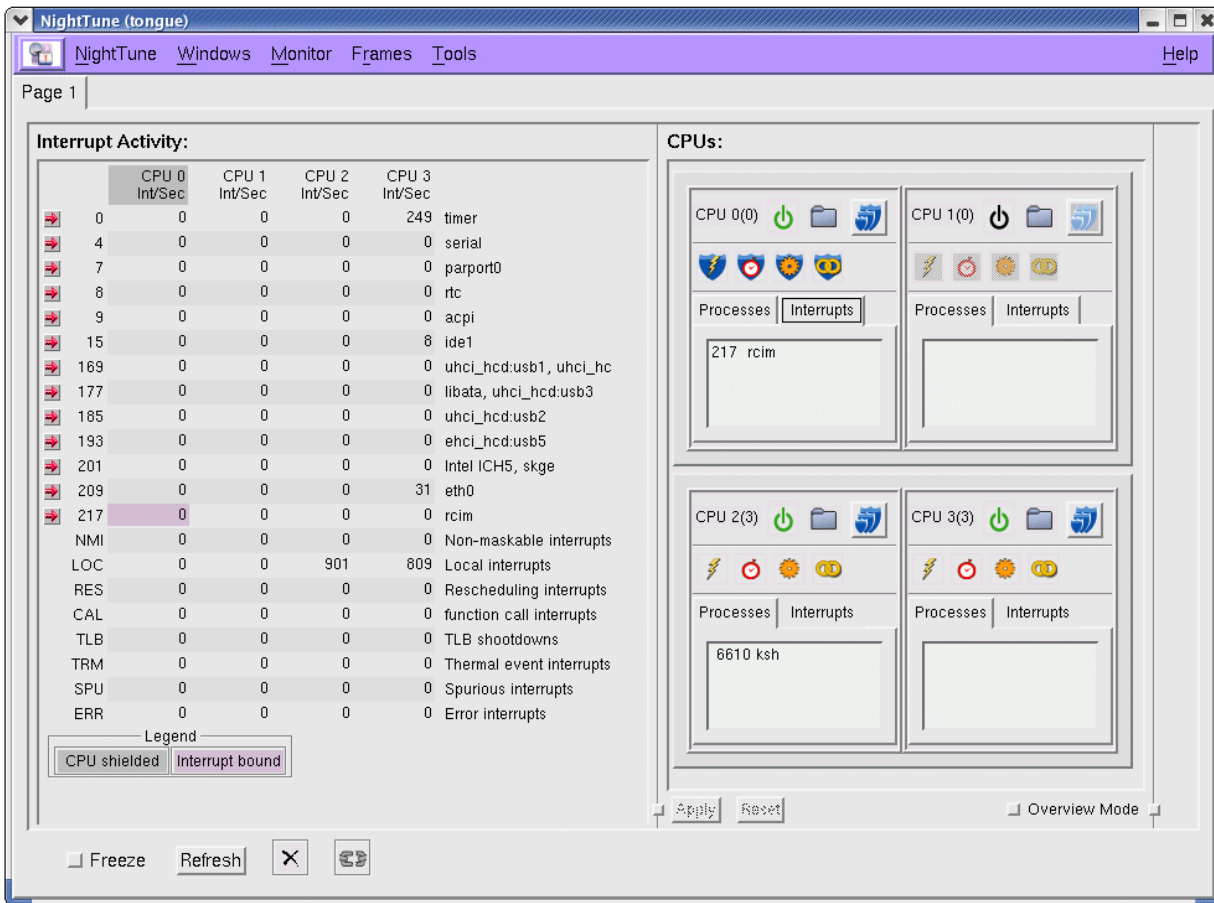 NightTune (tongue)
NightTune Windows Monitor Frames Tools Help
Page 1
Interrupt Activity:
CPU 0 CPU 1 CPU 2 CPU 3
Int/Sec Int/Sec Int/Sec Int/Sec
0 0 0 0 249 timer
4 0 0 0 0 serial
7 0 0 0 0 parport0
8 0 0 0 0 rtc
9 0 0 0 0 acpi
15 0 0 0 8 ide1
169 0 0 0 0 uhci_hcd:usb1, uhci_hc
177 0 0 0 0 libata, uhci_hcd:usb3
185 0 0 0 0 uhci_hcd:usb2
193 0 0 0 0 ehci_hcd:usb5
201 0 0 0 0 Intel ICH5, skge
209 0 0 0 31 eth0
217 0 0 0 0 rcim
NMI 0 0 0 0 Non-maskable interrupts
LOC 0 0 901 809 Local interrupts
RES 0 0 0 0 Rescheduling interrupts
CAL 0 0 0 0 function call interrupts
TLB 0 0 0 0 TLB shootdowns
TRM 0 0 0 0 Thermal event interrupts
SPU 0 0 0 0 Spurious interrupts
ERR 0 0 0 0 Error interrupts
Legend
CPU shielded Interrupt bound
CPUs:
CPU 0(0)
Processes Interrupts
217 rcim
CPU 1(0)
Processes Interrupts
CPU 2(3)
Processes Interrupts
6610 ksh
CPU 3(3)
Processes Interrupts
Apply Reset Overview Mode
Freeze Refresh